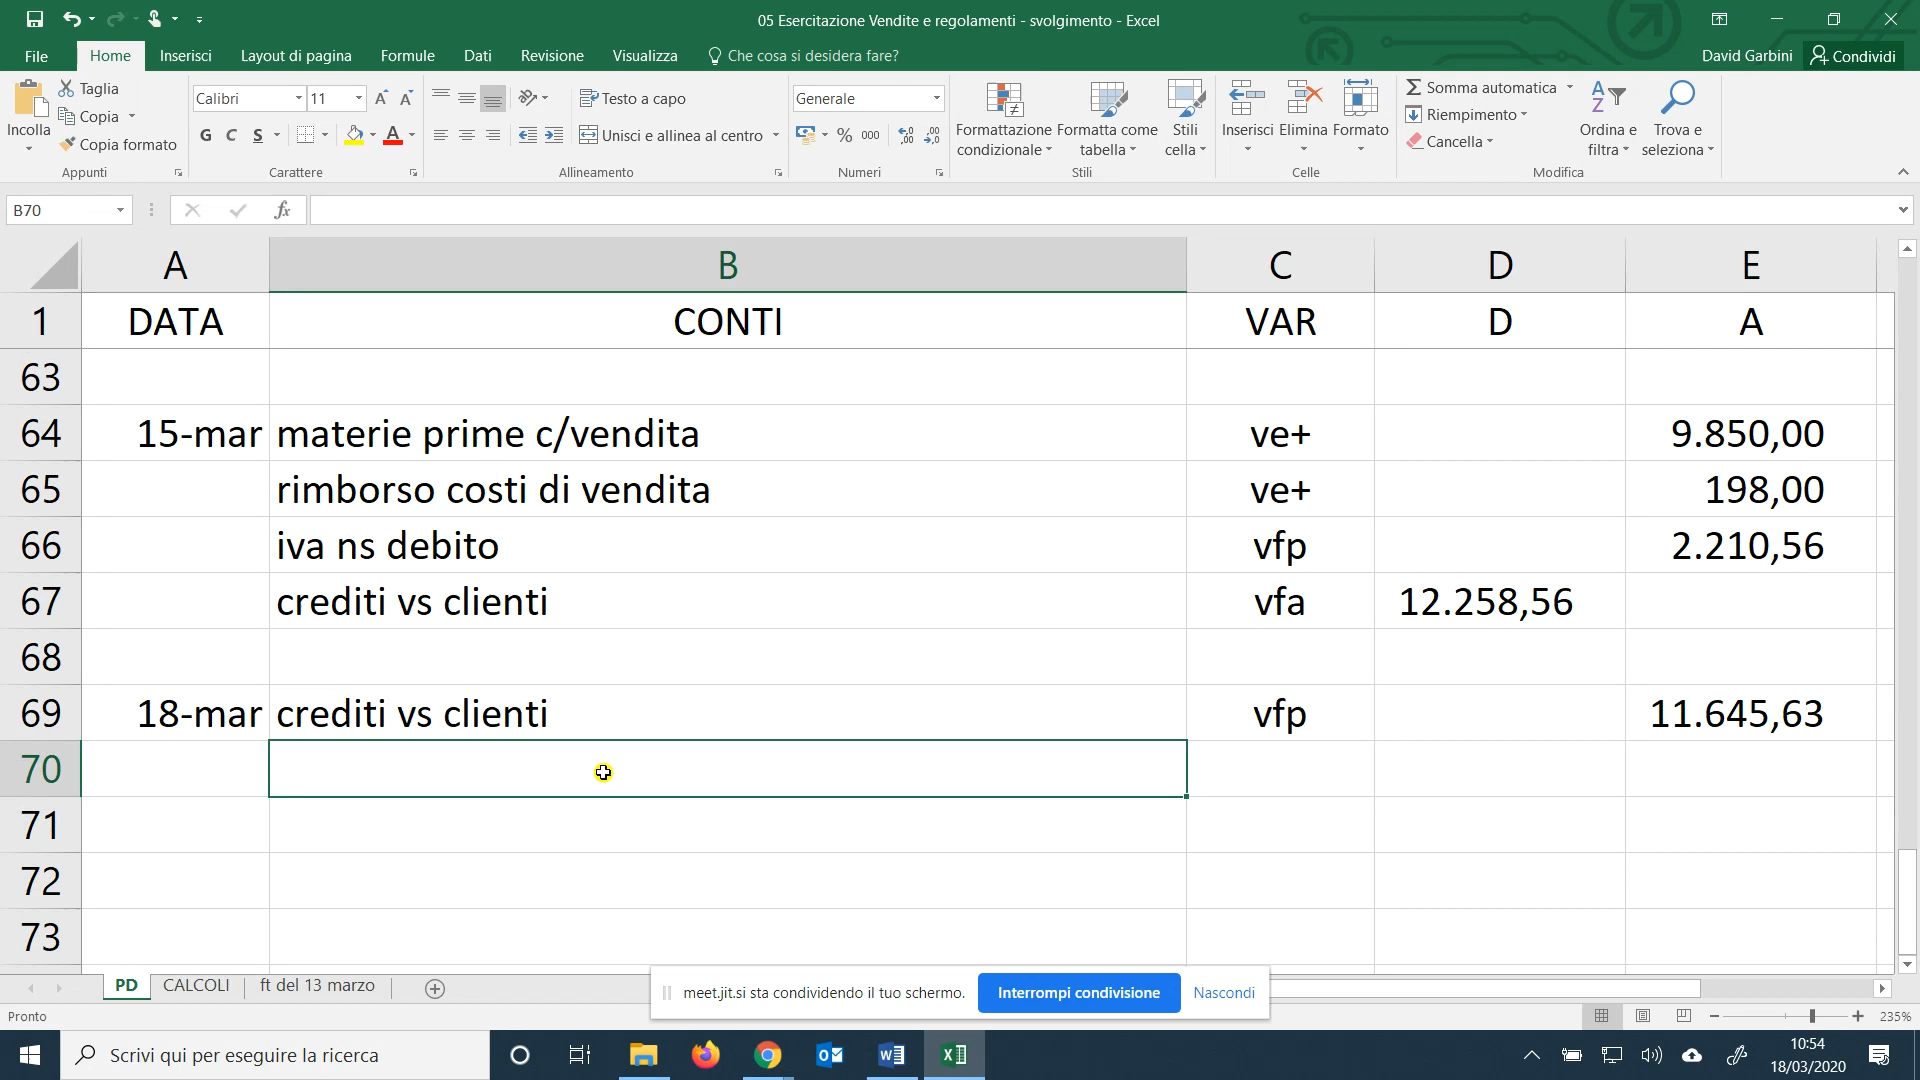 05 Esercitazione Vendite e regolamenti - svolgimento - Excel
File Home Inserisci Layout di pagina Formule Dati Revisione Visualizza Che cosa si desidera fare? David Garbini Condividi
Incolla
Taglia
Copia
Copia formato
Appunti
Calibri 11
G C S A
Carattere
Testo a capo
Unisci e allinea al centro
Allineamento
Generale
% 000
Numeri
Formattazione condizionale
Formatta come tabella
Stili cella
Stili
Inserisci Elimina Formato
Celle
Somma automatica
Riempimento
Cancella
Ordina e filtra
Trova e seleziona
Modifica
B70 fx
A B C D E
1 DATA CONTI VAR D A
63
64 15-mar materie prime c/vendita ve+ 9.850,00
65 rimborso costi di vendita ve+ 198,00
66 iva ns debito vfp 2.210,56
67 crediti vs clienti vfa 12.258,56
68
69 18-mar crediti vs clienti vfp 11.645,63
70
71
72
73
PD CALCOLI ft del 13 marzo
meet.jit.si sta condividendo il tuo schermo. Interrompi condivisione Nascondi
Pronto 235%
Scrivi qui per eseguire la ricerca
10:54
18/03/2020